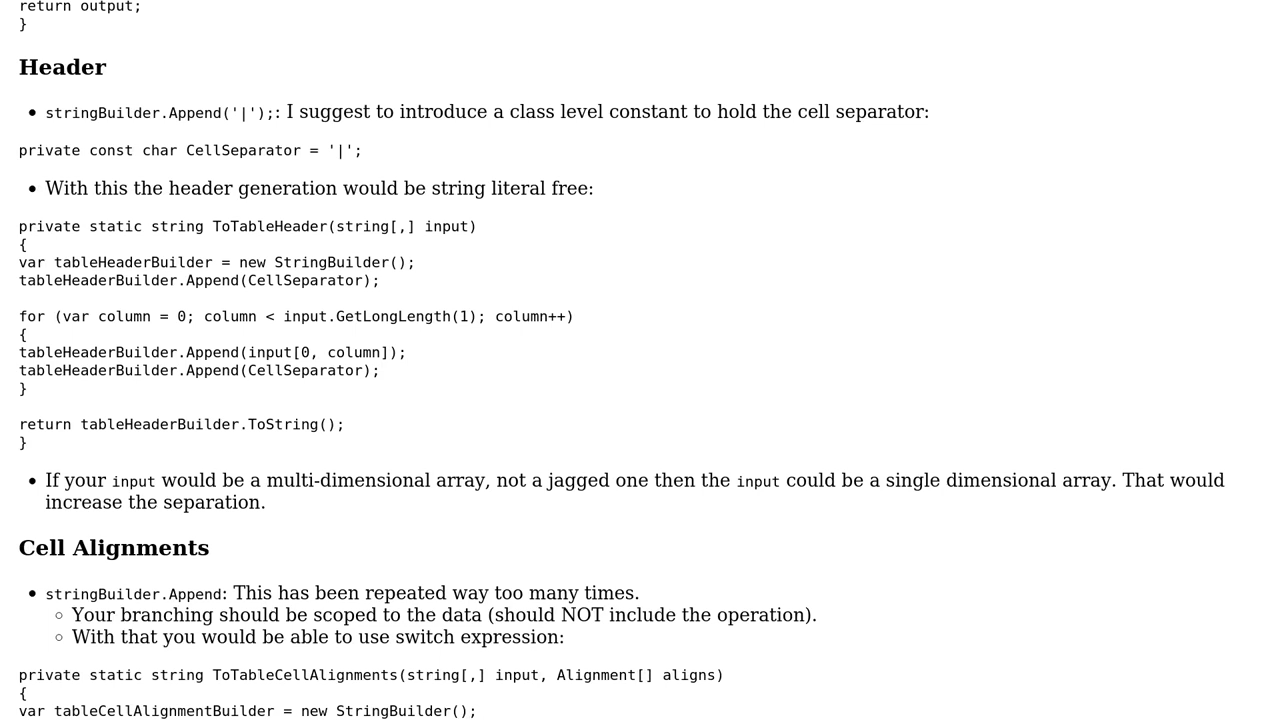 return output;
}
Header
• stringBuilder.Append('|');: I suggest to introduce a class level constant to hold the cell separator:
private const char CellSeparator = '|';
• With this the header generation would be string literal free:
private static string ToTableHeader(string[,] input)
{
var tableHeaderBuilder = new StringBuilder();
tableHeaderBuilder.Append(CellSeparator);
for (var column = 0; column < input.GetLongLength(1); column++)
{
tableHeaderBuilder.Append(input[0, column]);
tableHeaderBuilder.Append(CellSeparator);
}
return tableHeaderBuilder.ToString();
}
• If your input would be a multi-dimensional array, not a jagged one then the input could be a single dimensional array. That would
increase the separation.
Cell Alignments
• stringBuilder.Append: This has been repeated way too many times.
◦ Your branching should be scoped to the data (should NOT include the operation).
◦ With that you would be able to use switch expression:
private static string ToTableCellAlignments(string[,] input, Alignment[] aligns)
{
var tableCellAlignmentBuilder = new StringBuilder();